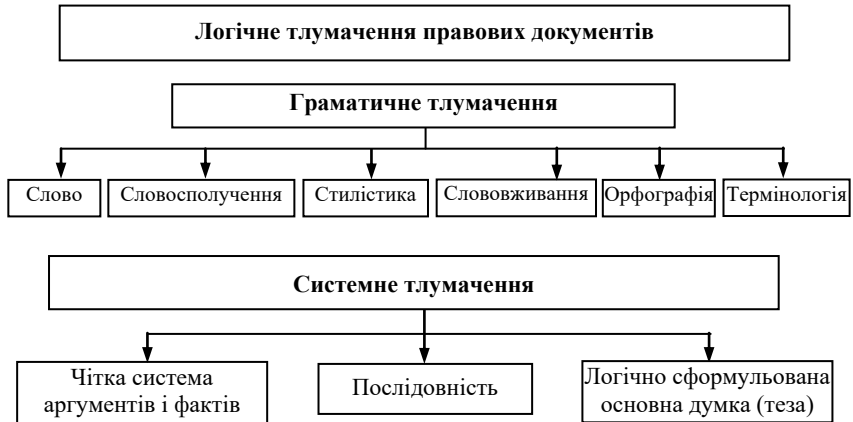 Логічне тлумачення правових документів
Граматичне тлумачення
Слово
Словосполучення
Стилістика
Слововживання
Орфографія
Термінологія
Системне тлумачення
Чітка система
аргументів і фактів
Послідовність
Логічно сформульована
основна думка (теза)